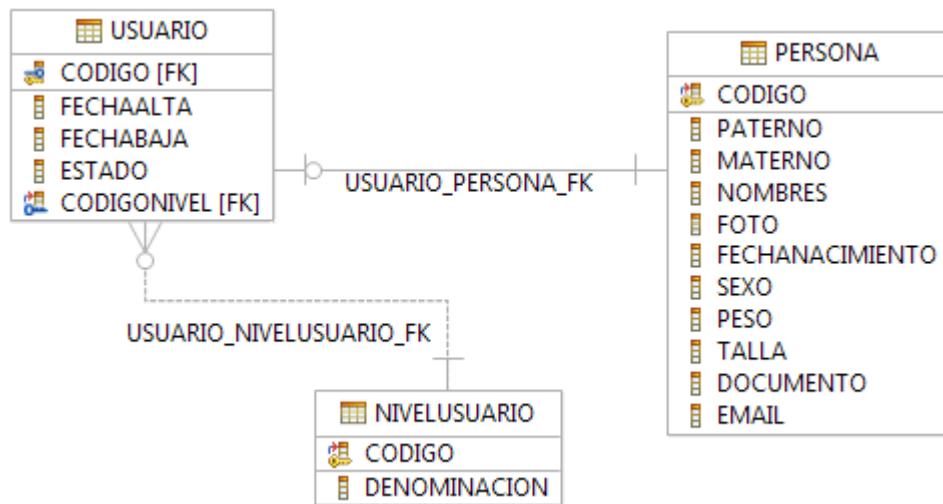 USUARIO
CODIGO [FK]
FECHAALTA
FECHABAJA
ESTADO
CODIGONIVEL [FK]
USUARIO_PERSONA_FK
PERSONA
CODIGO
PATERNO
MATERNO
NOMBRES
FOTO
FECHANACIMIENTO
SEXO
PESO
TALLA
DOCUMENTO
EMAIL
USUARIO_NIVELUSUARIO_FK
NIVELUSUARIO
CODIGO
DENOMINACION